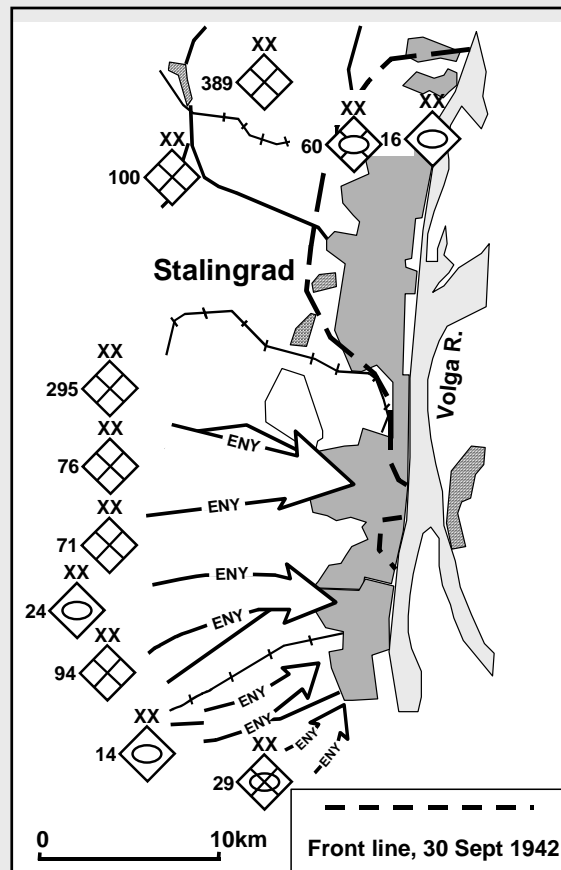 XX
389
XX
60
XX
16
XX
100
Stalingrad
Volga R.
XX
295
XX
76
XX
71
XX
24
XX
94
XX
14
XX
29
ENY
ENY
ENY
ENY
ENY
ENY
ENY
ENY
ENY
0 10km
Front line, 30 Sept 1942